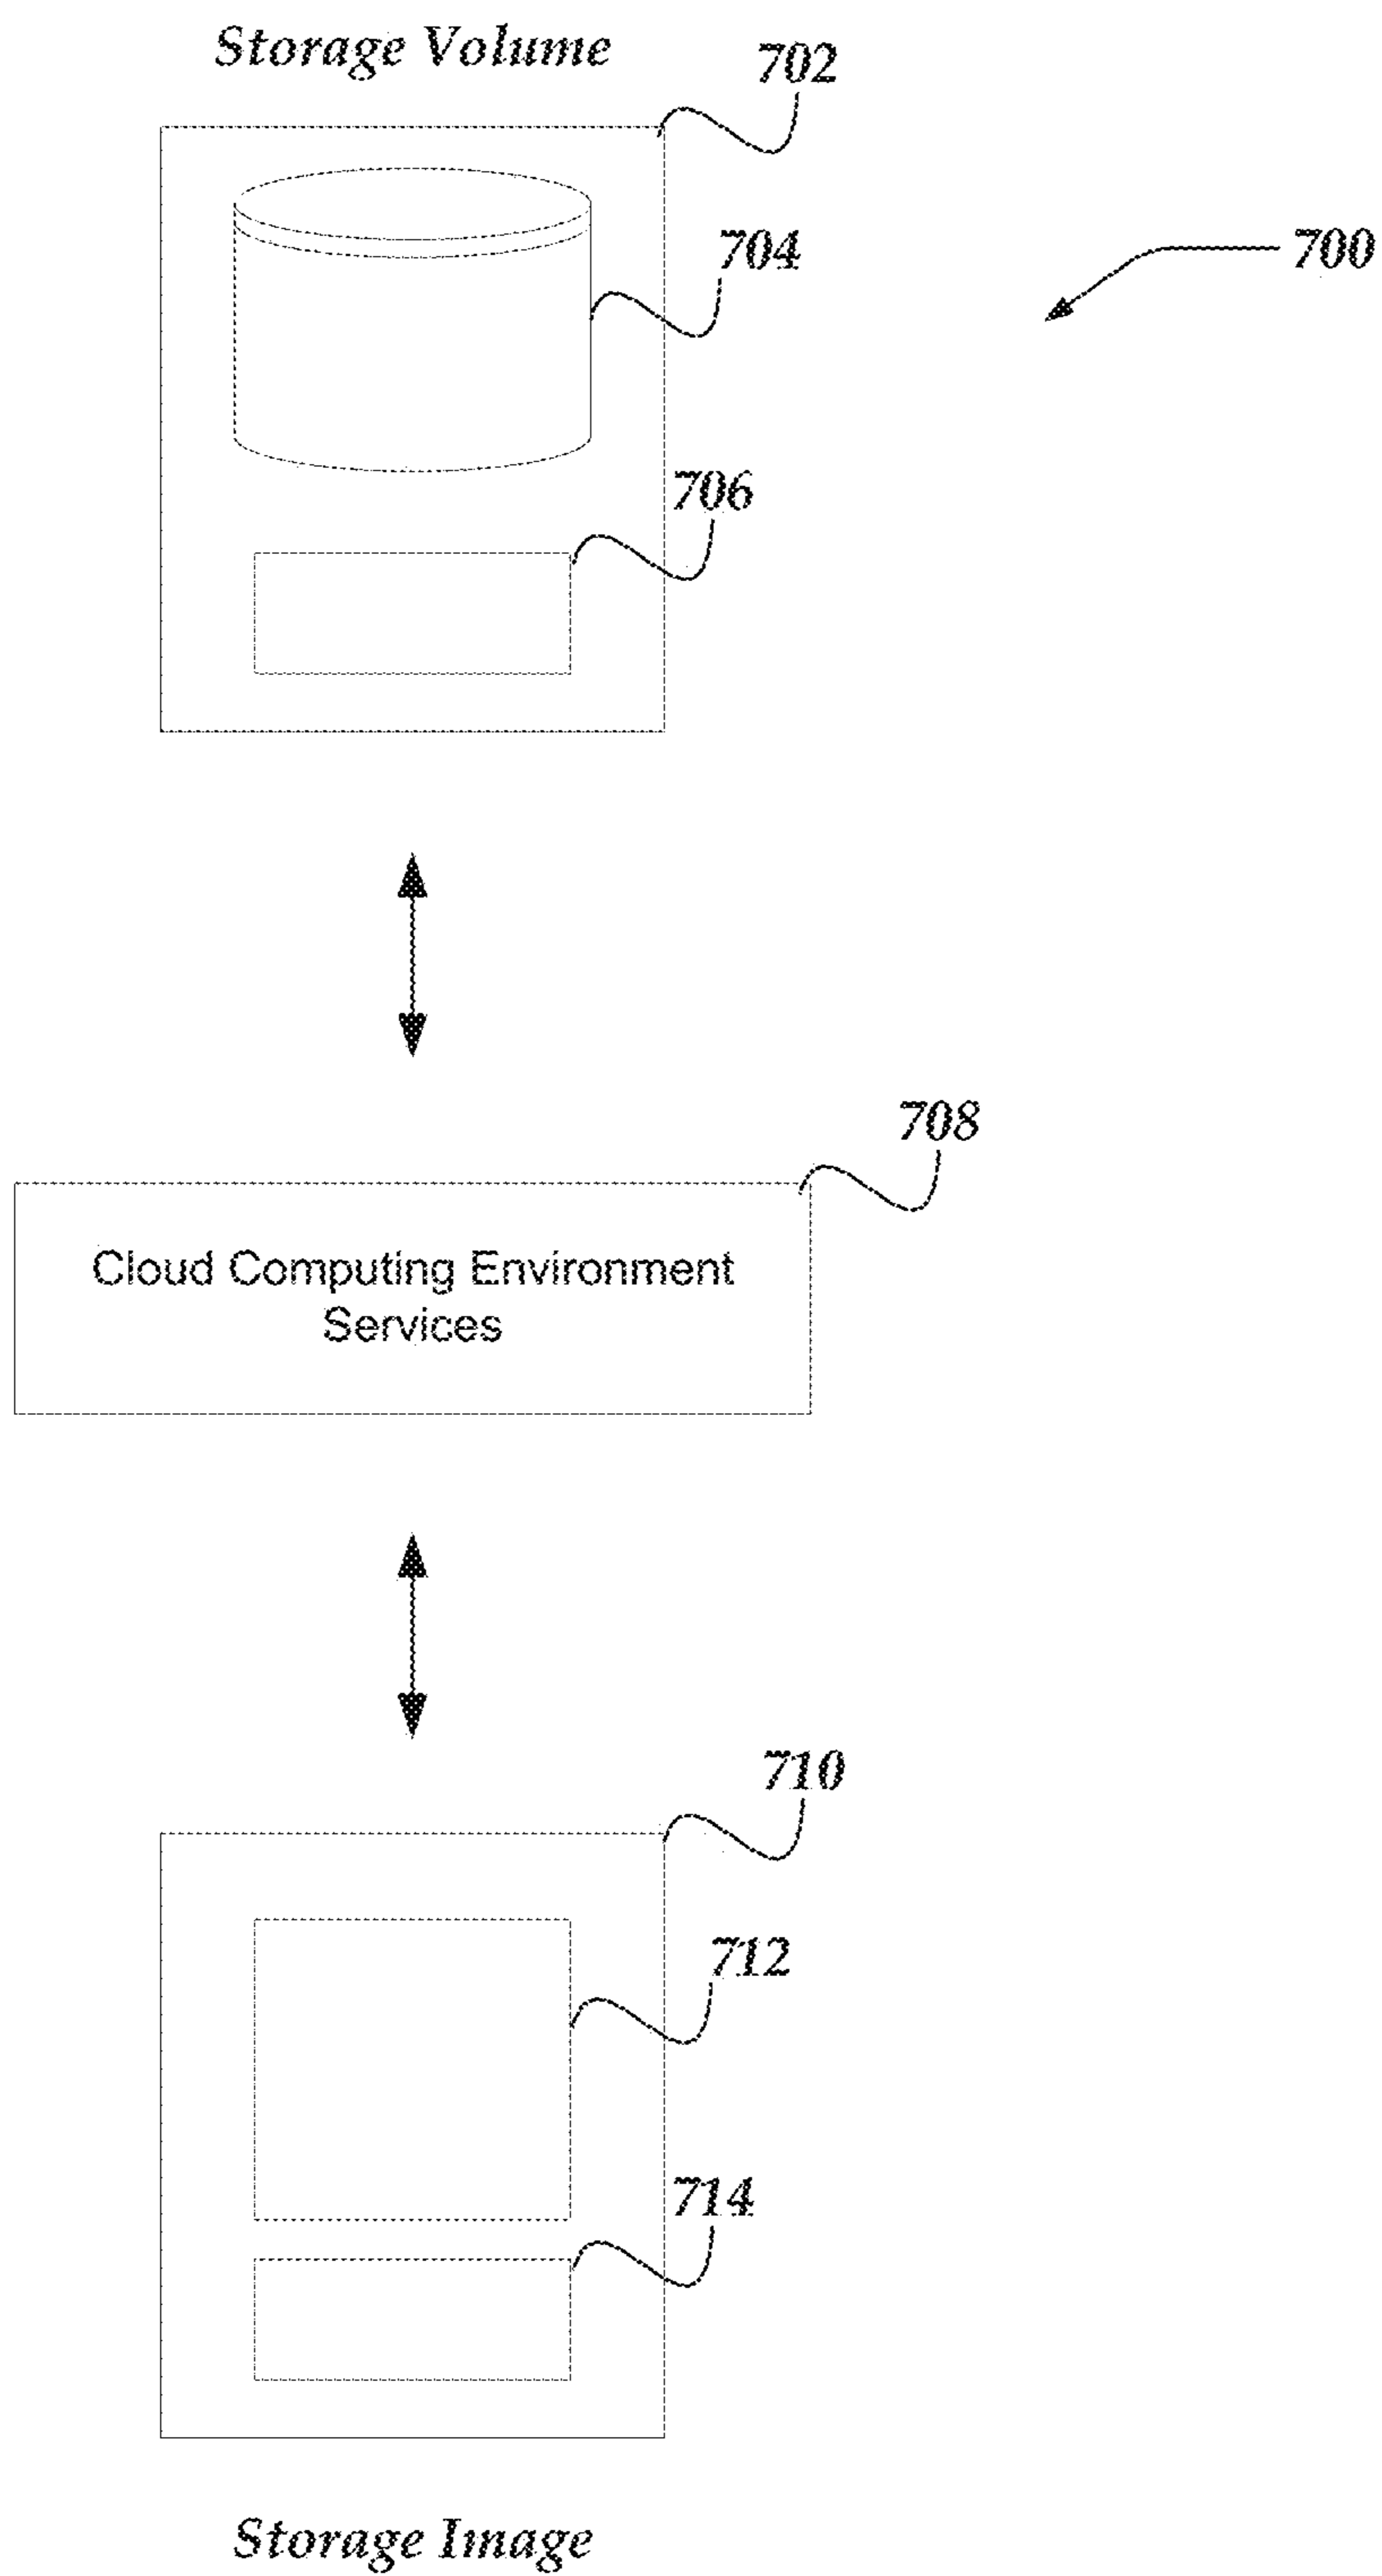 Storage Volume
702
704
700
706
708
Cloud Computing Environment
Services
710
712
714
Storage Image